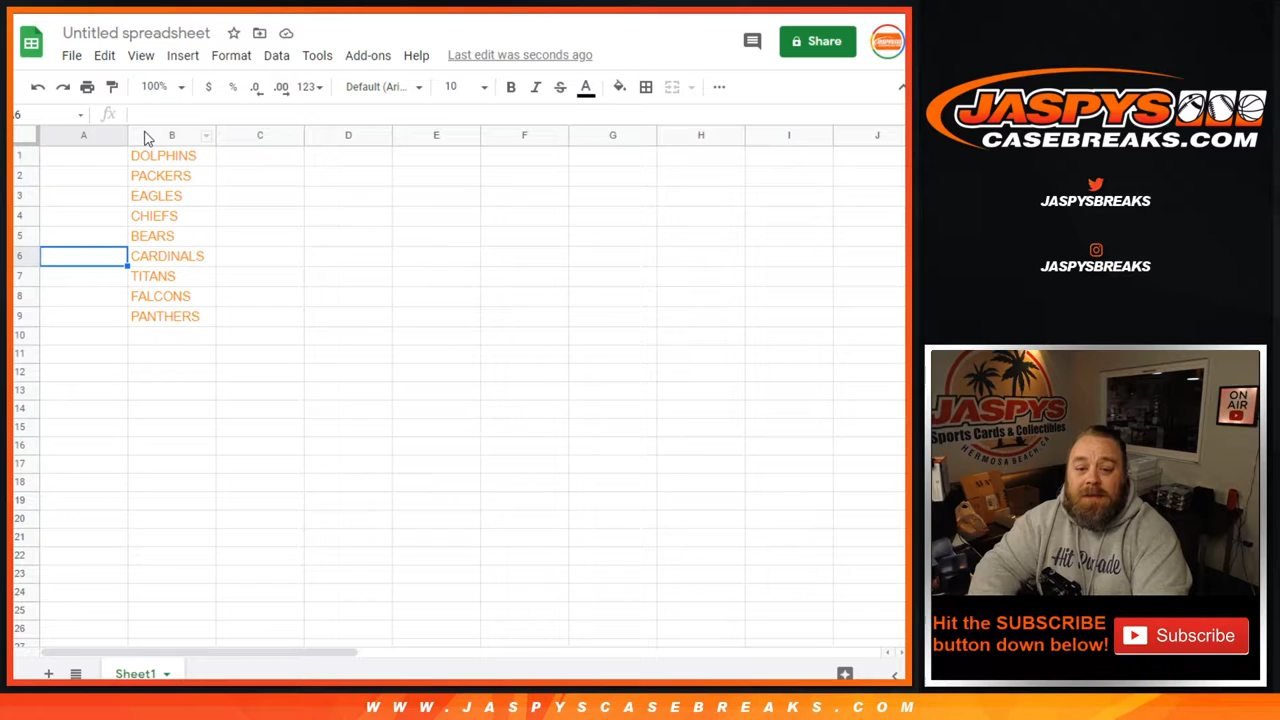 Untitled spreadsheet
File Edit View Insert Format Data Tools Add-ons Help Last edit was seconds ago
Share
100% $ % .0 .00 123 Default (Ari... 10 B I S A
fx
A B C D E F G H I J
1 DOLPHINS
2 PACKERS
3 EAGLES
4 CHIEFS
5 BEARS
6 CARDINALS
7 TITANS
8 FALCONS
9 PANTHERS
10
11
12
13
14
15
16
17
18
19
20
21
22
23
24
25
26
Sheet1
JASPYS
CASEBREAKS.COM
JASPYSBREAKS
JASPYSBREAKS
JASPYS
Sports Cards & Collectibles
HERMOSA BEACH, CA
ON
AIR
Hit Parade
Hit the SUBSCRIBE
button down below!
Subscribe
WWW.JASPYSCASEBREAKS.COM